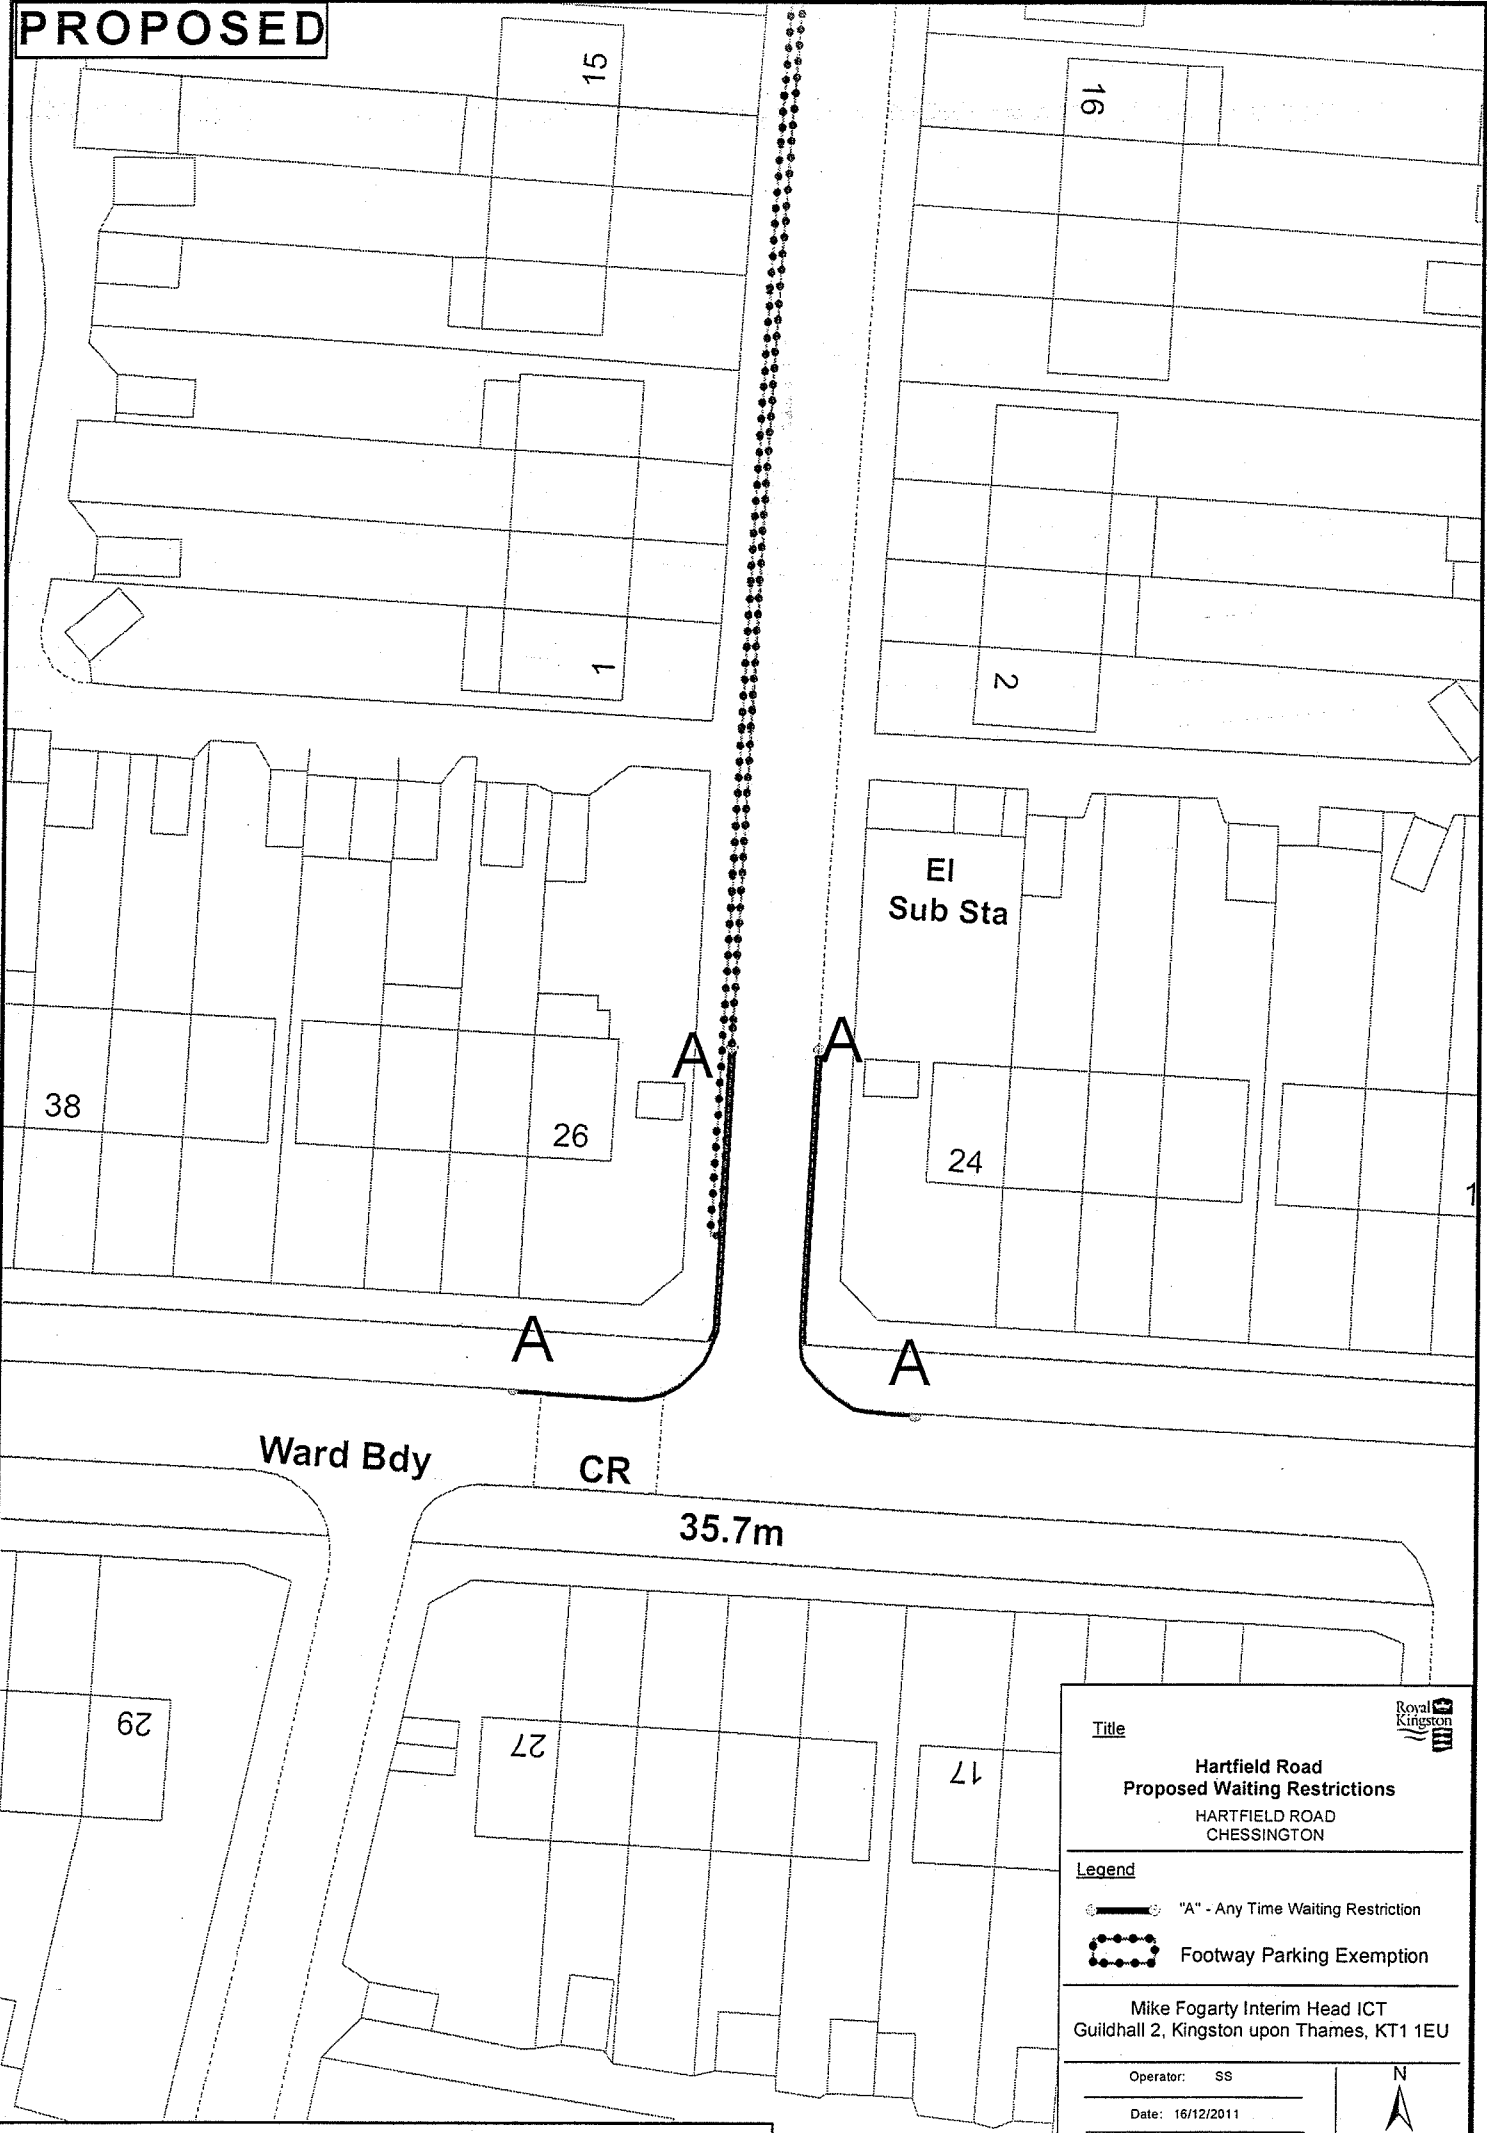 PROPOSED
15
16
1
2
El
Sub Sta
A
A
38
26
24
1
A
A
Ward Bdy
CR
35.7m
29
27
17
Royal
Kingston
Title
Hartfield Road
Proposed Waiting Restrictions
HARTFIELD ROAD
CHESSINGTON
Legend
"A" - Any Time Waiting Restriction
Footway Parking Exemption
Mike Fogarty Interim Head ICT
Guildhall 2, Kingston upon Thames, KT1 1EU
Operator: SS
N
Date: 16/12/2011